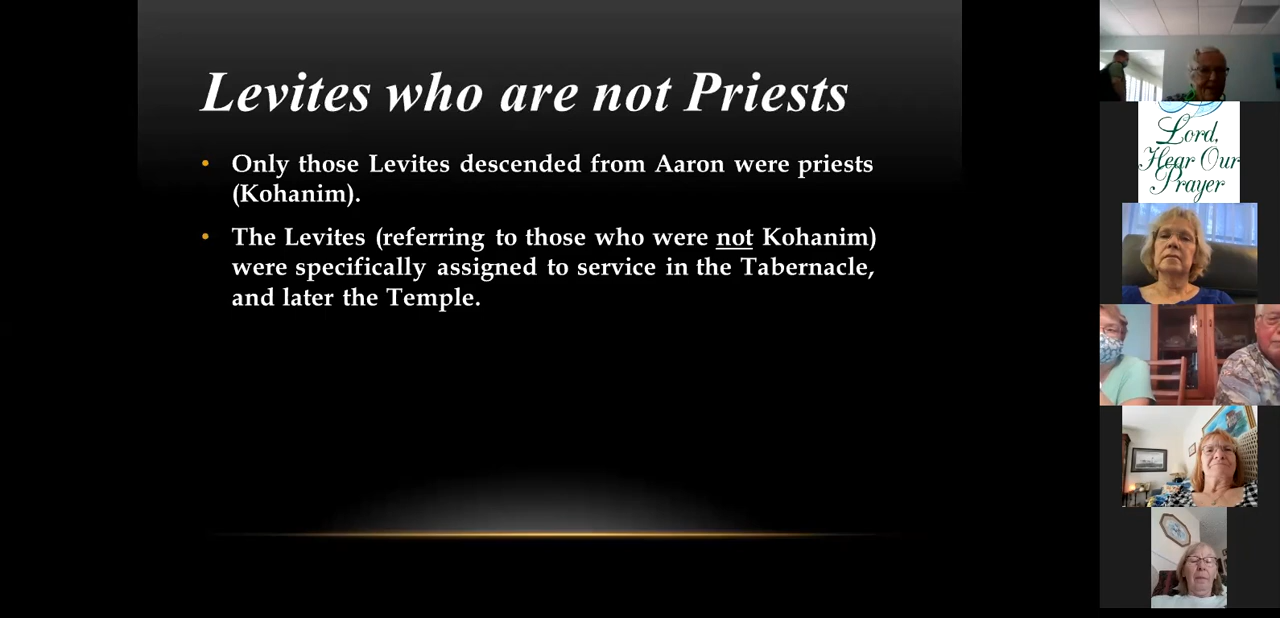 Levites who are not Priests
• Only those Levites descended from Aaron were priests
(Kohanim).
• The Levites (referring to those who were not Kohanim)
were specifically assigned to service in the Tabernacle,
and later the Temple.
Lord,
Hear Our
Prayer